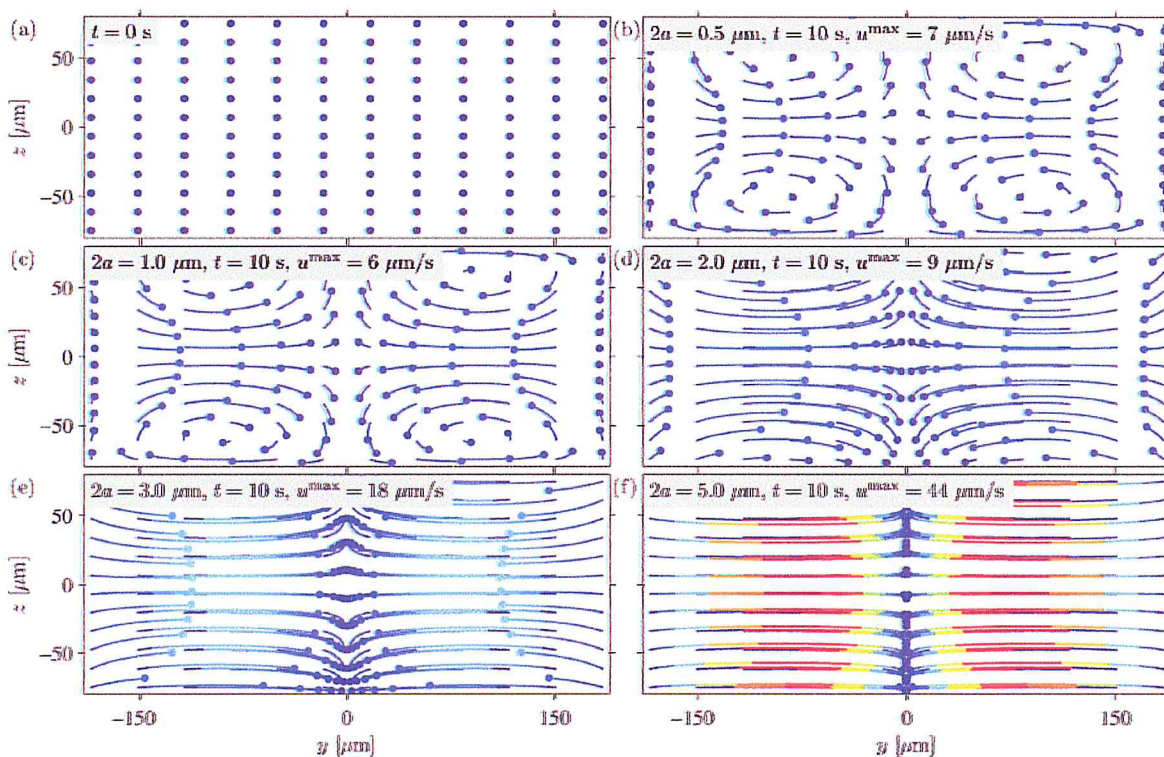 (a) t = 0 s
(b) 2a = 0.5 μm, t = 10 s, u^max = 7 μm/s
50
0
−50
z [μm]
(c) 2a = 1.0 μm, t = 10 s, u^max = 6 μm/s
(d) 2a = 2.0 μm, t = 10 s, u^max = 9 μm/s
50
0
−50
z [μm]
(e) 2a = 3.0 μm, t = 10 s, u^max = 18 μm/s
(f) 2a = 5.0 μm, t = 10 s, u^max = 44 μm/s
50
0
−50
z [μm]
−150 0 150
−150 0 150
y [μm]
y [μm]